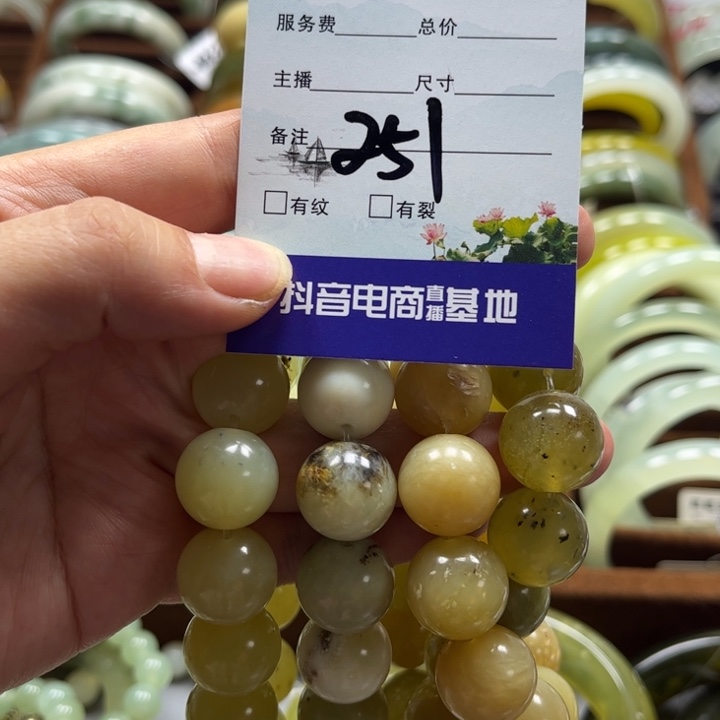 服务费 总价
主播 尺寸
备注 251
□有纹 □有裂
抖音电商直播基地